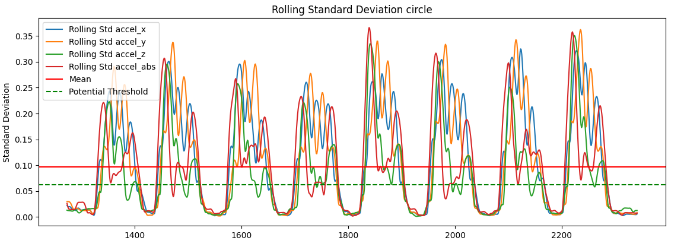 Rolling Standard Deviation circle
Rolling Std accel_x
Rolling Std accel_y
Rolling Std accel_z
Rolling Std accel_abs
Mean
Potential Threshold
Standard Deviation
0.35
0.30
0.25
0.20
0.15
0.10
0.05
0.00
1400
1600
1800
2000
2200